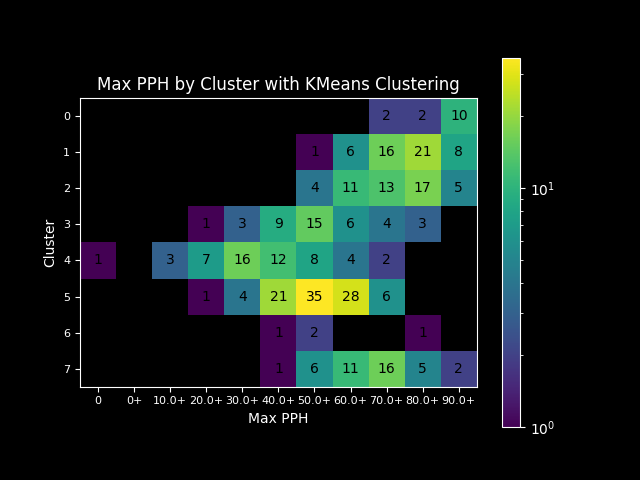 Max PPH by Cluster with KMeans Clustering
0 2 2 10
1 1 6 16 21 8
2 4 11 13 17 5
3 1 3 9 15 6 4 3
4 1 3 7 16 12 8 4 2
5 1 4 21 35 28 6
6 1 2 1
7 1 6 11 16 5 2
0 0+ 10.0+ 20.0+ 30.0+ 40.0+ 50.0+ 60.0+ 70.0+ 80.0+ 90.0+
Max PPH
Cluster
10¹
10⁰